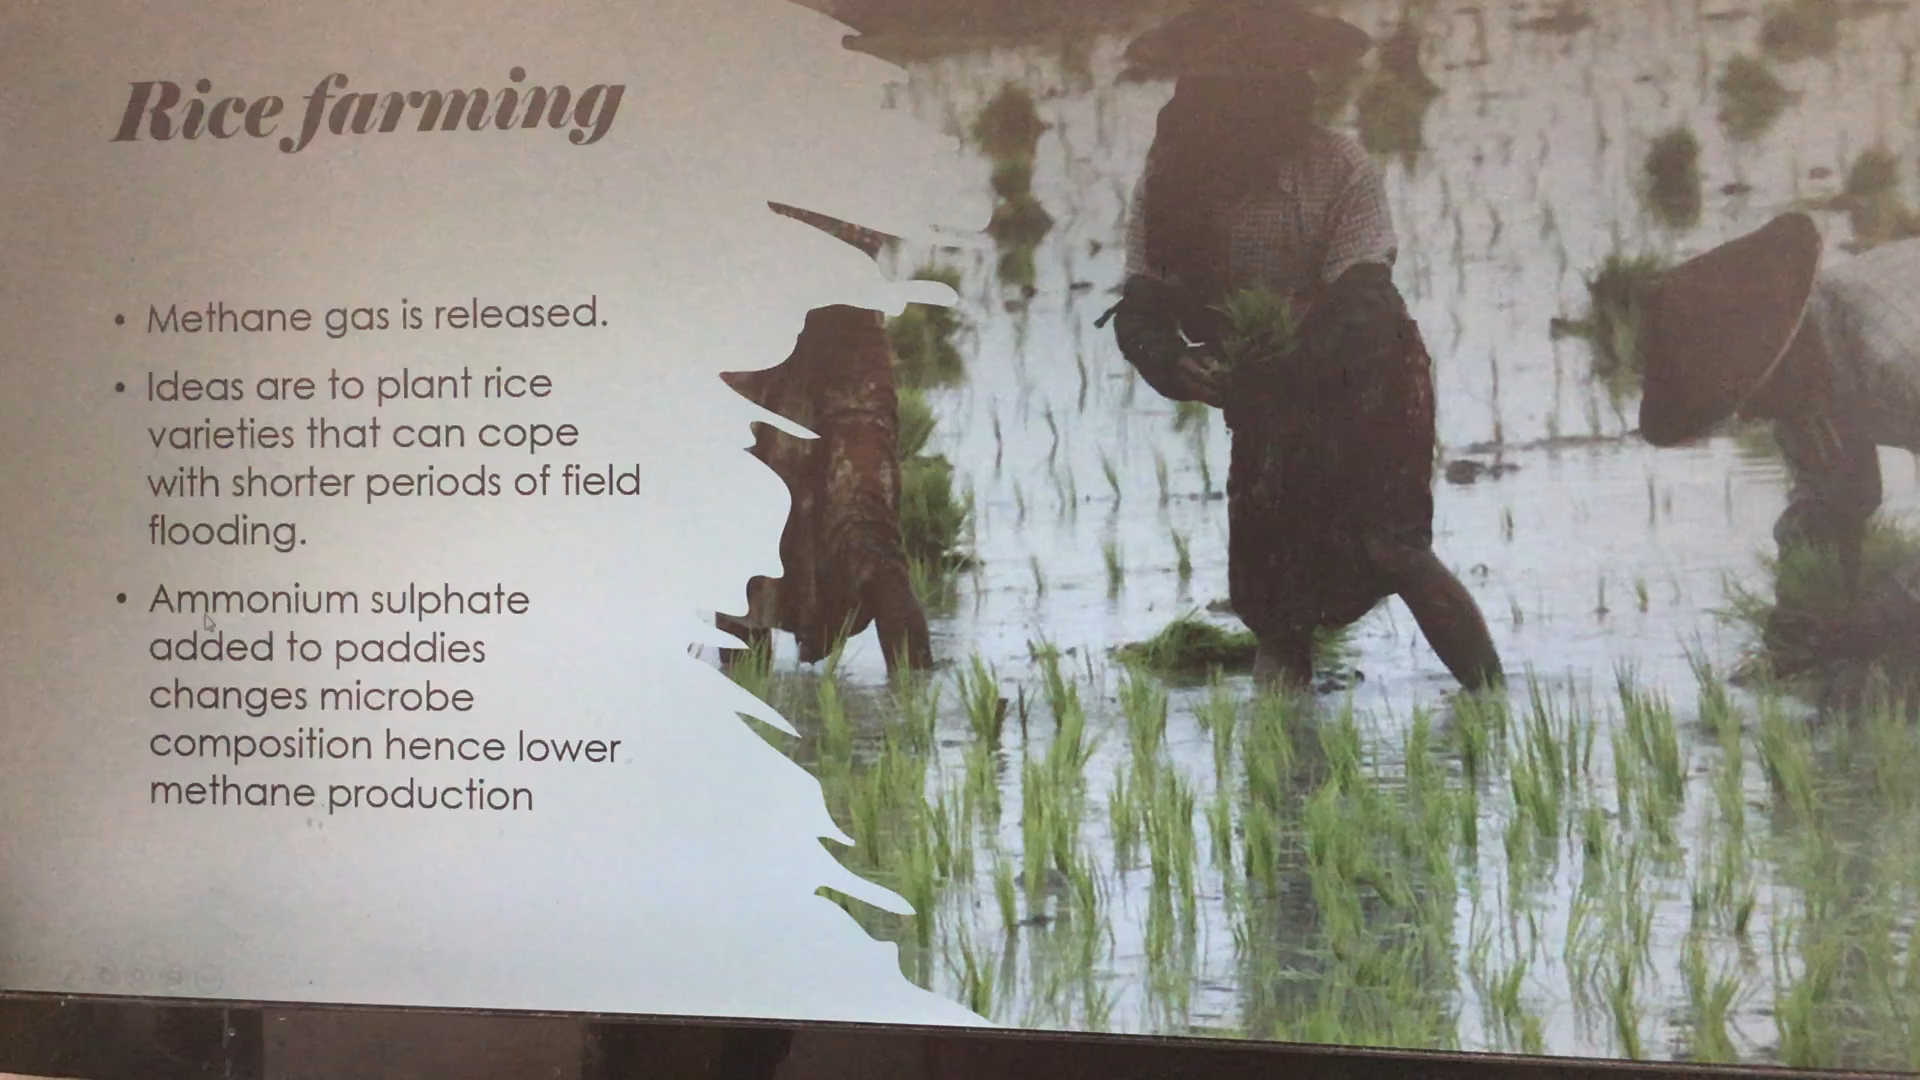 Rice farming
• Methane gas is released.
• Ideas are to plant rice
varieties that can cope
with shorter periods of field
flooding.
• Ammonium sulphate
added to paddies
changes microbe
composition hence lower
methane production